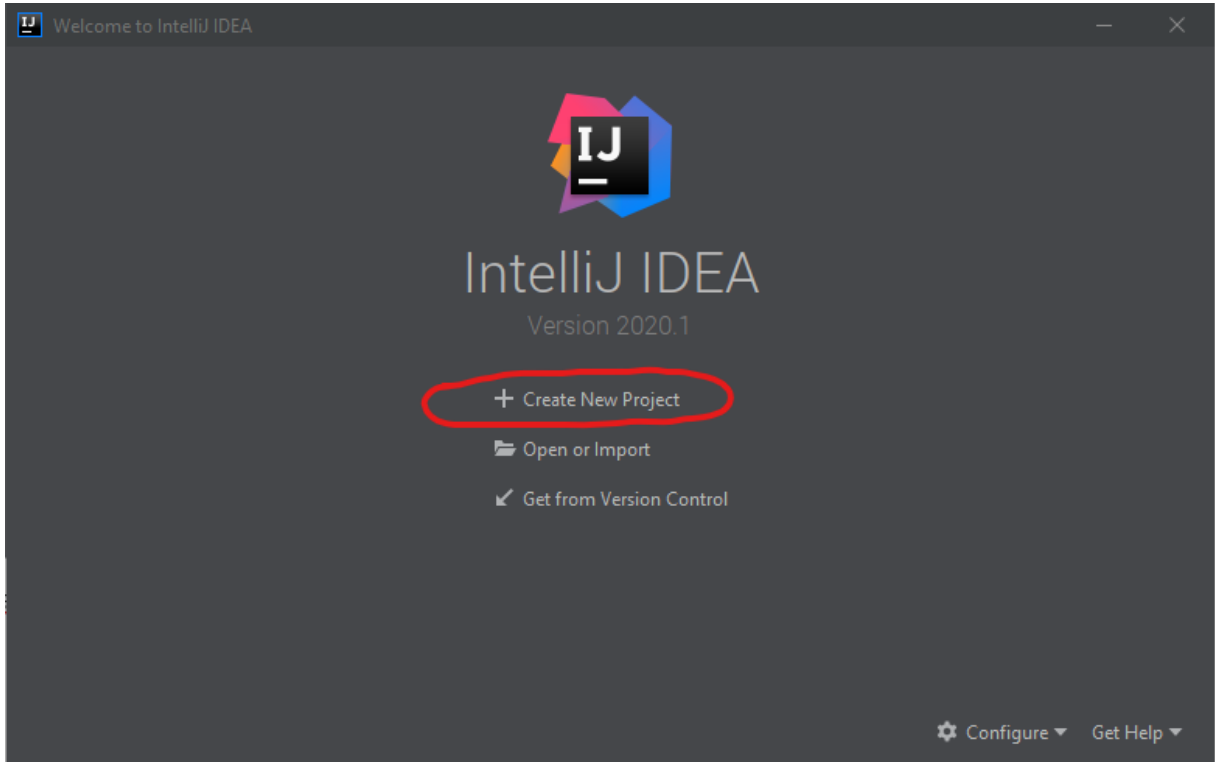 Welcome to IntelliJ IDEA
IJ
IntelliJ IDEA
Version 2020.1
Create New Project
Open or Import
Get from Version Control
Configure
Get Help